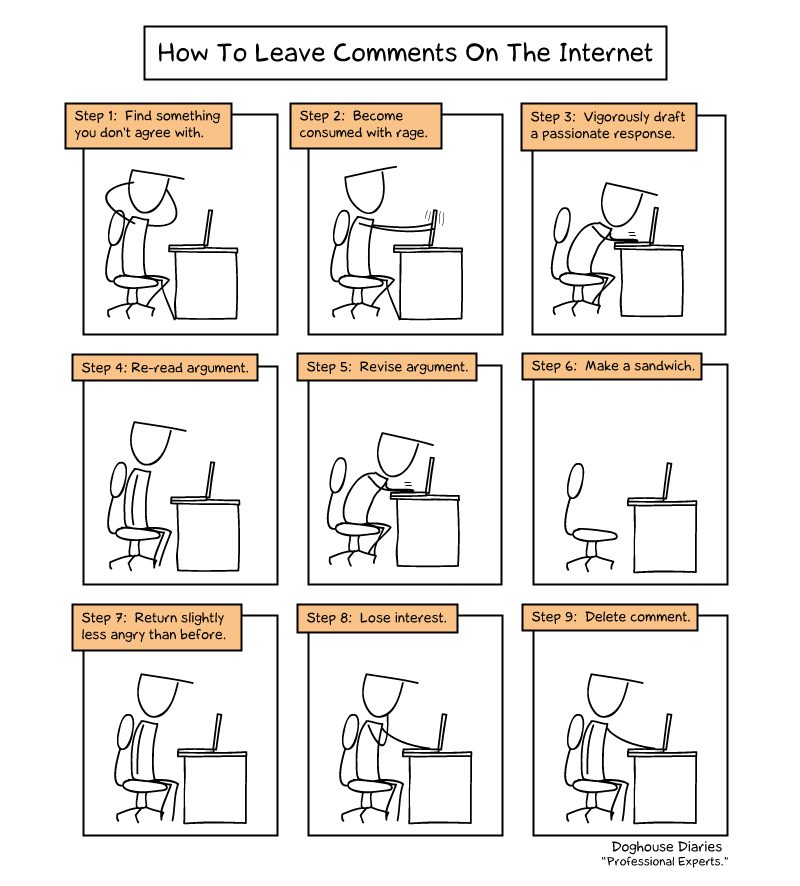 How To Leave Comments On The Internet
Step 1: Find something
you don't agree with.
Step 2: Become
consumed with rage.
Step 3: Vigorously draft
a passionate response.
Step 4: Re-read argument.
Step 5: Revise argument.
Step 6: Make a sandwich.
Step 7: Return slightly
less angry than before.
Step 8: Lose interest.
Step 9: Delete comment.
Doghouse Diaries
"Professional Experts."